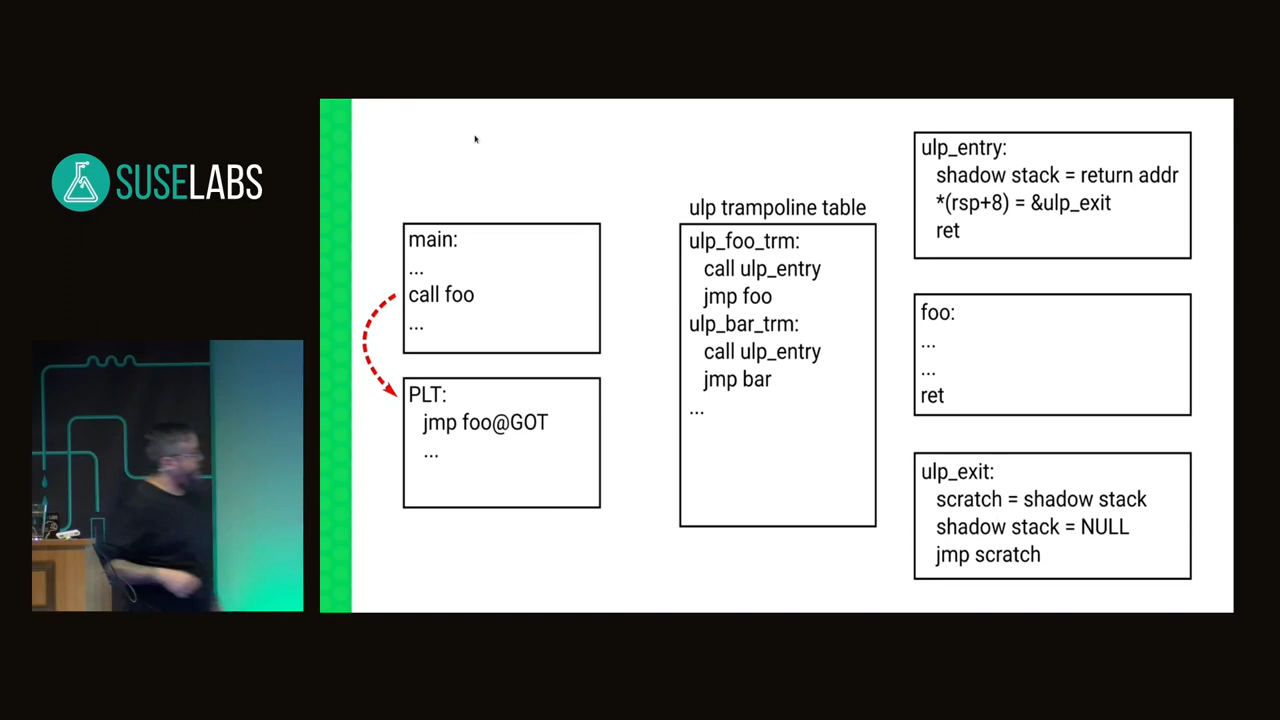 SUSELABS
main:
...
call foo
...
PLT:
jmp foo@GOT
...
ulp trampoline table
ulp_foo_trm:
call ulp_entry
jmp foo
ulp_bar_trm:
call ulp_entry
jmp bar
...
ulp_entry:
shadow stack = return addr
*(rsp+8) = &ulp_exit
ret
foo:
...
...
ret
ulp_exit:
scratch = shadow stack
shadow stack = NULL
jmp scratch